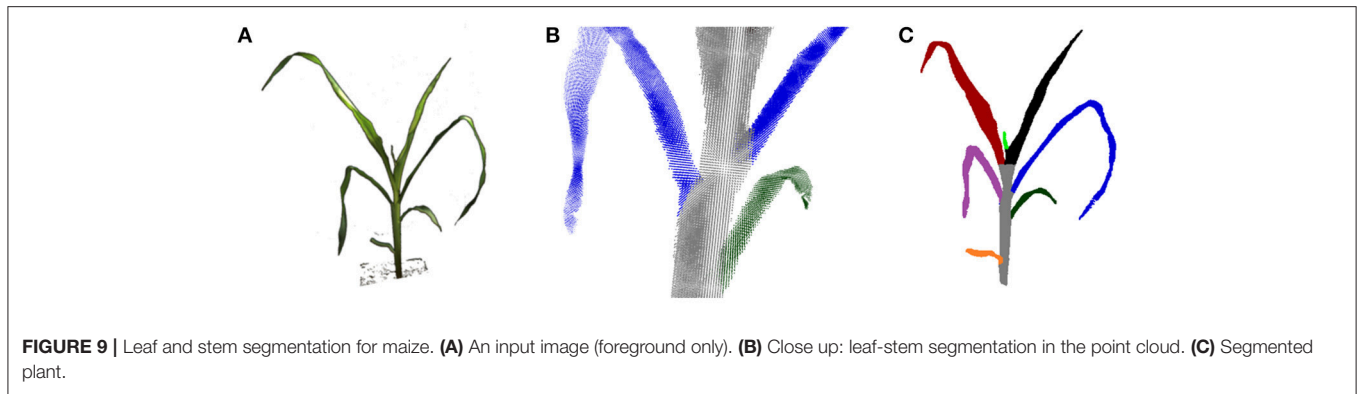 A
B
C
FIGURE 9 | Leaf and stem segmentation for maize. (A) An input image (foreground only). (B) Close up: leaf-stem segmentation in the point cloud. (C) Segmented
plant.